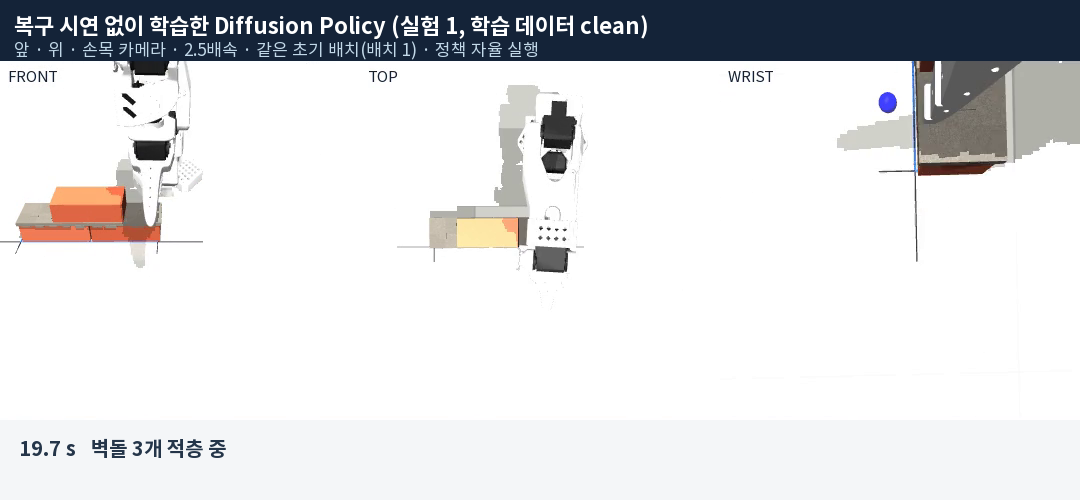 복구 시연 없이 학습한 Diffusion Policy (실험 1, 학습 데이터 clean)
앞 · 위 · 손목 카메라 · 2.5배속 · 같은 초기 배치(배치 1) · 정책 자율 실행
FRONT
TOP
WRIST
19.7 s 벽돌 3개 적층 중